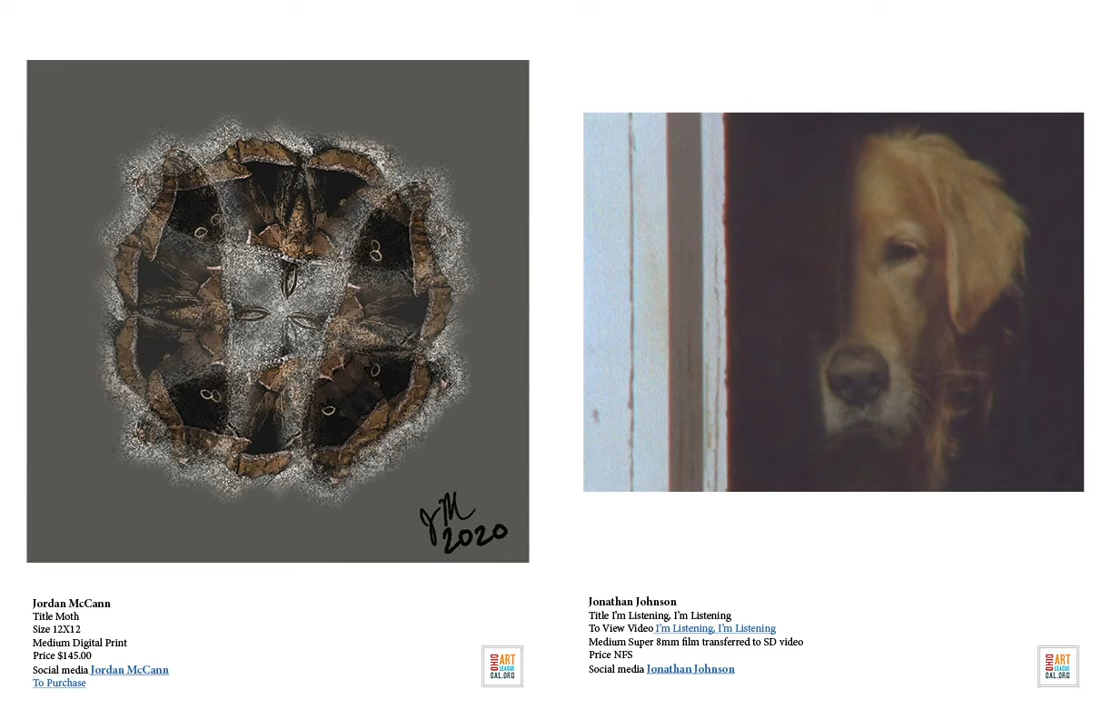 JM
2020
Jordan McCann
Title Moth
Size 12X12
Medium Digital Print
Price $145.00
Social media Jordan McCann
To Purchase
OHIO ART LEAGUE
OAL.ORG
Jonathan Johnson
Title I'm Listening, I'm Listening
To View Video I'm Listening, I'm Listening
Medium Super 8mm film transferred to SD video
Price NFS
Social media Jonathan Johnson
OHIO ART LEAGUE
OAL.ORG